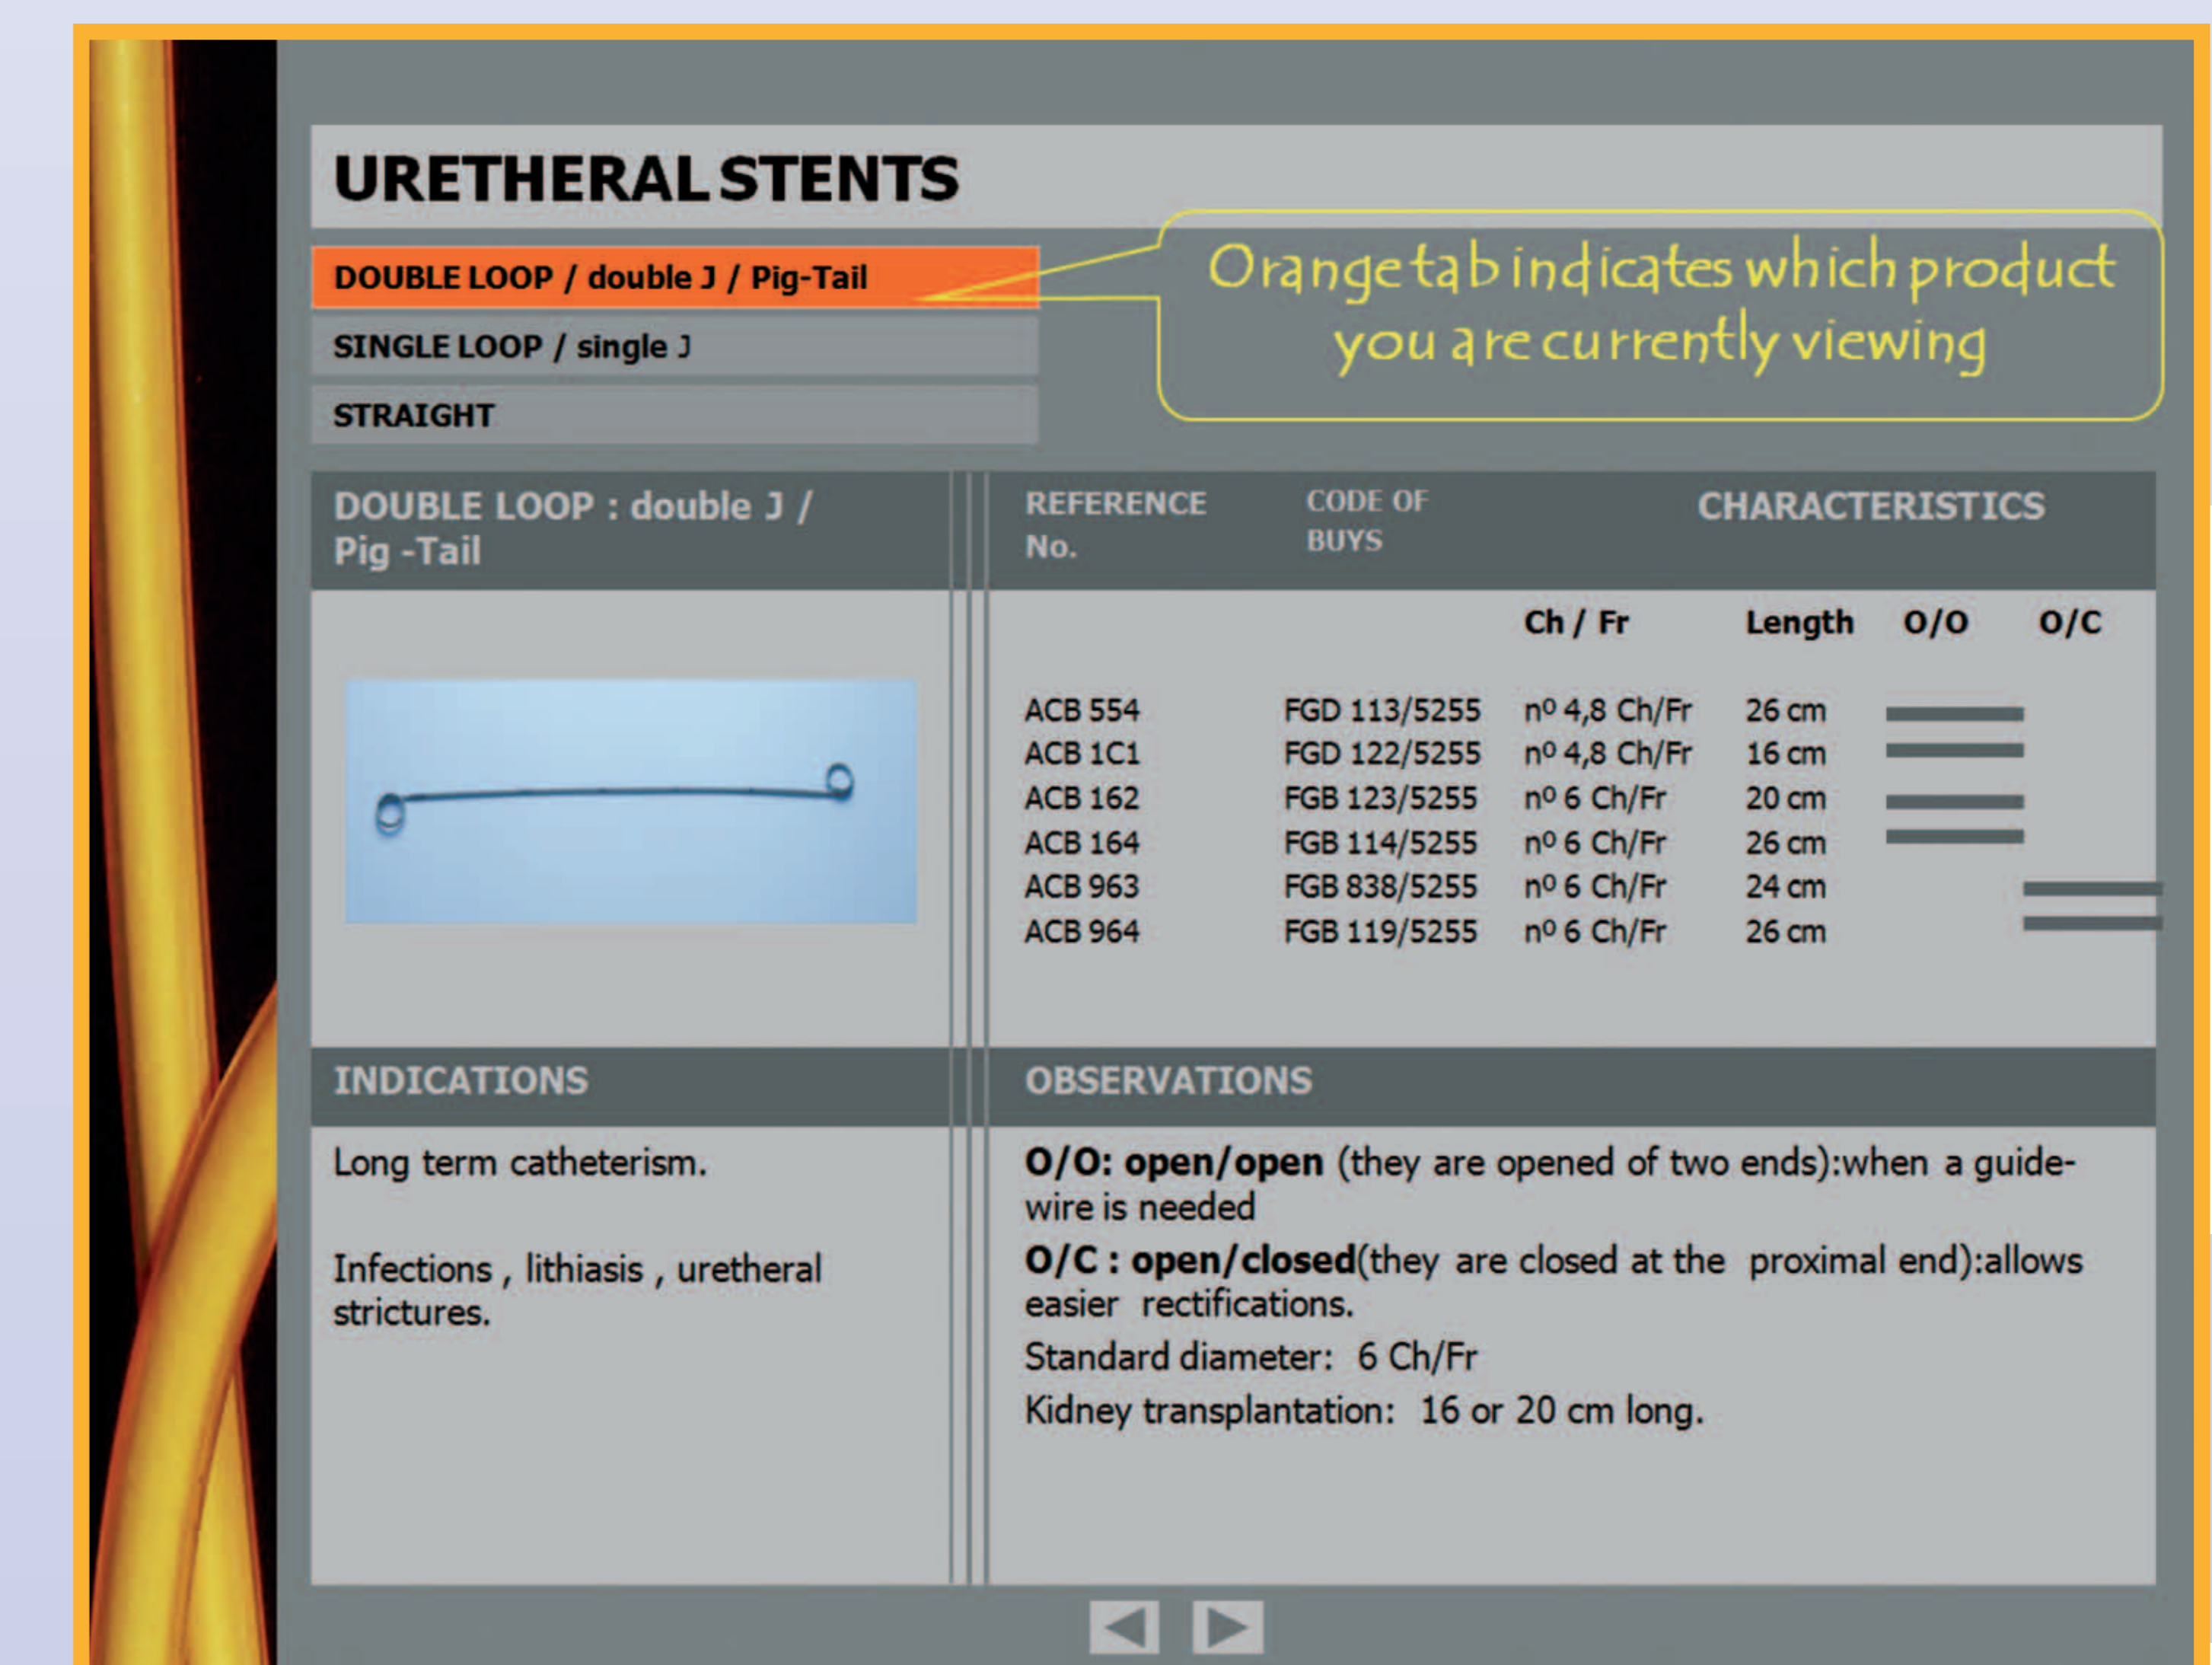 URETHERAL STENTS
DOUBLE LOOP / double J / Pig-Tail
Orange tab indicates which product
you are currently viewing
SINGLE LOOP / single J
STRAIGHT
DOUBLE LOOP : double J /
Pig -Tail
REFERENCE
No.
CODE OF
BUYS
CHARACTERISTICS
Ch / Fr Length O/O O/C
ACB 554 FGD 113/5255 nº 4,8 Ch/Fr 26 cm
ACB 1C1 FGD 122/5255 nº 4,8 Ch/Fr 16 cm
ACB 162 FGB 123/5255 nº 6 Ch/Fr 20 cm
ACB 164 FGB 114/5255 nº 6 Ch/Fr 26 cm
ACB 963 FGB 838/5255 nº 6 Ch/Fr 24 cm
ACB 964 FGB 119/5255 nº 6 Ch/Fr 26 cm
INDICATIONS
Long term catheterism.
Infections , lithiasis , uretheral
strictures.
OBSERVATIONS
O/O: open/open (they are opened of two ends):when a guide-
wire is needed
O/C : open/closed(they are closed at the proximal end):allows
easier rectifications.
Standard diameter: 6 Ch/Fr
Kidney transplantation: 16 or 20 cm long.